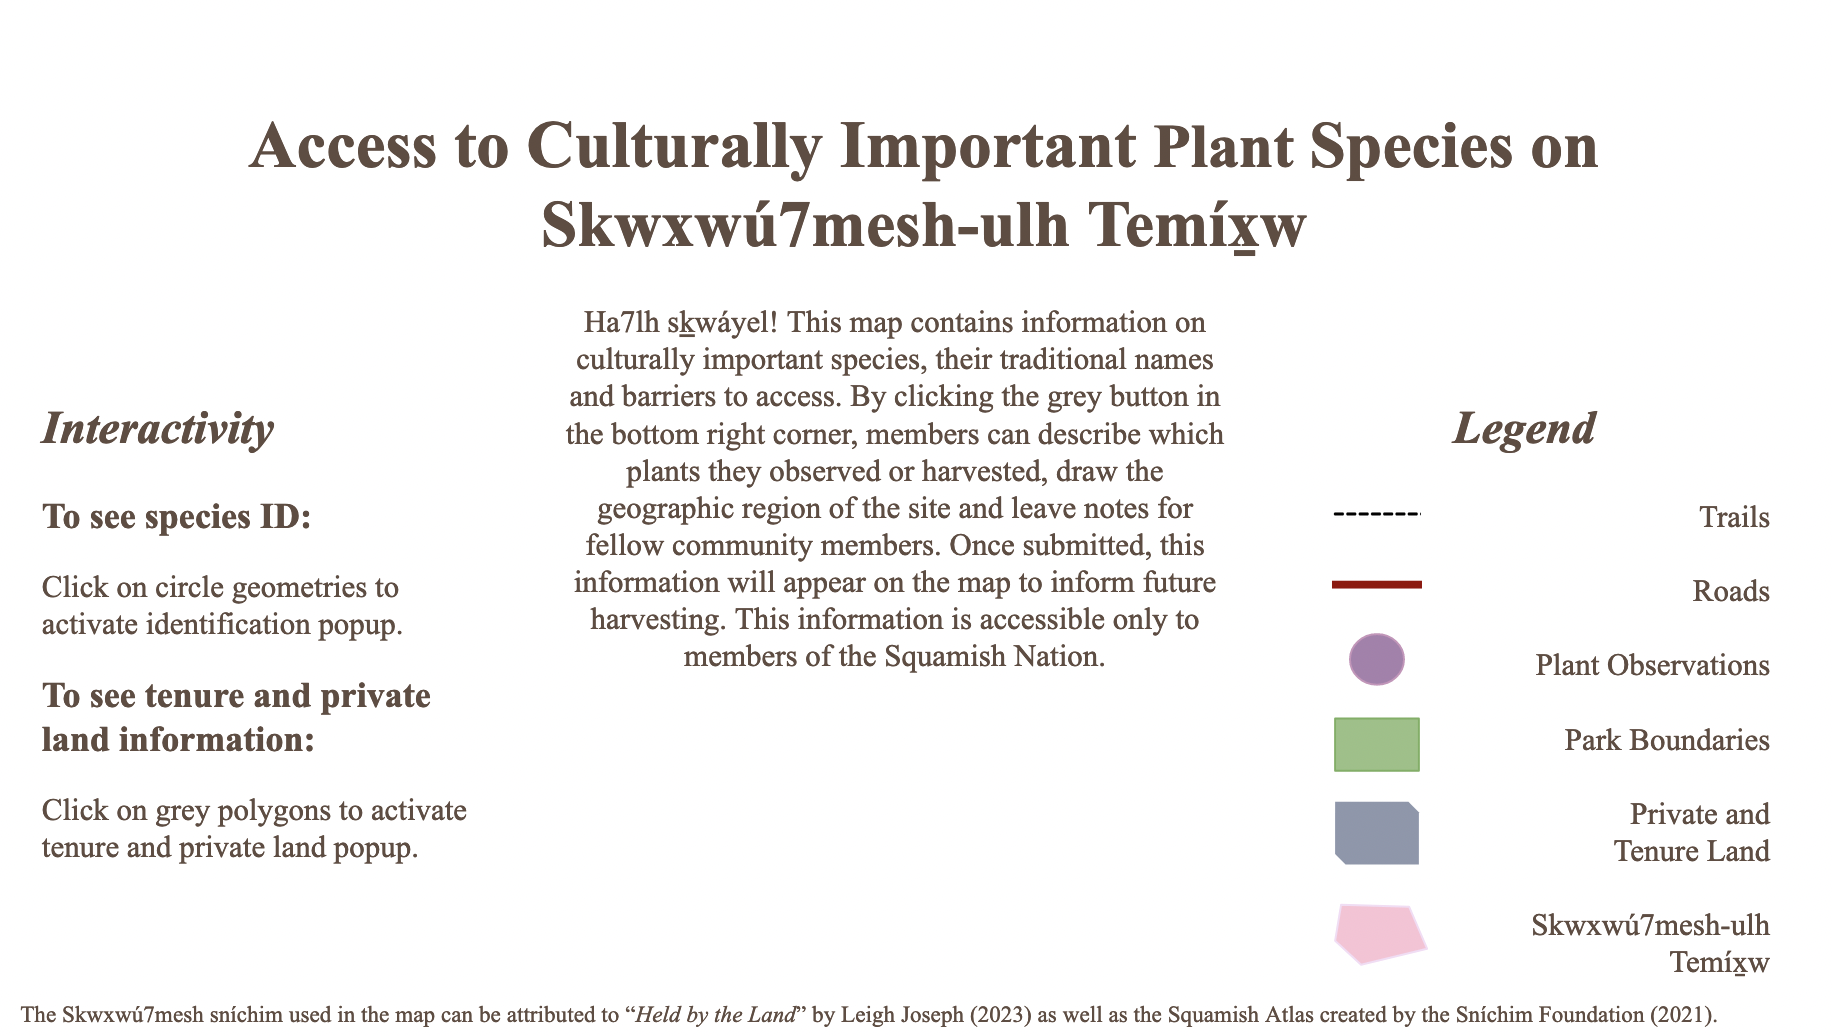 Access to Culturally Important Plant Species on
Skwxwú7mesh-ulh Temíx̱w
Interactivity
To see species ID:
Click on circle geometries to
activate identification popup.
To see tenure and private
land information:
Click on grey polygons to activate
tenure and private land popup.
Ha7lh sḵwáyel! This map contains information on
culturally important species, their traditional names
and barriers to access. By clicking the grey button in
the bottom right corner, members can describe which
plants they observed or harvested, draw the
geographic region of the site and leave notes for
fellow community members. Once submitted, this
information will appear on the map to inform future
harvesting. This information is accessible only to
members of the Squamish Nation.
Legend
Trails
Roads
Plant Observations
Park Boundaries
Private and
Tenure Land
Skwxwú7mesh-ulh
Temíx̱w
The Skwxwú7mesh sníchim used in the map can be attributed to “Held by the Land” by Leigh Joseph (2023) as well as the Squamish Atlas created by the Sníchim Foundation (2021).